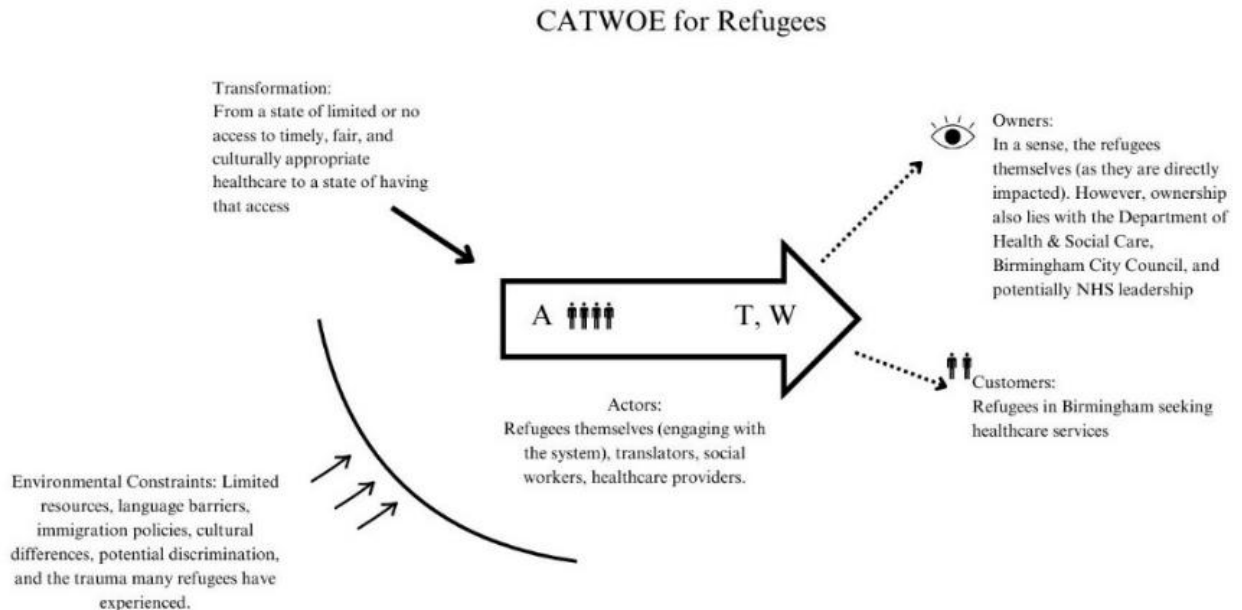 CATWOE for Refugees
Transformation:
From a state of limited or no
access to timely, fair, and
culturally appropriate
healthcare to a state of having
that access
Owners:
In a sense, the refugees
themselves (as they are directly
impacted). However, ownership
also lies with the Department of
Health & Social Care,
Birmingham City Council, and
potentially NHS leadership
A
T, W
Customers:
Refugees in Birmingham seeking
healthcare services
Actors:
Refugees themselves (engaging with
the system), translators, social
workers, healthcare providers.
Environmental Constraints: Limited
resources, language barriers,
immigration policies, cultural
differences, potential discrimination,
and the trauma many refugees have
experienced.